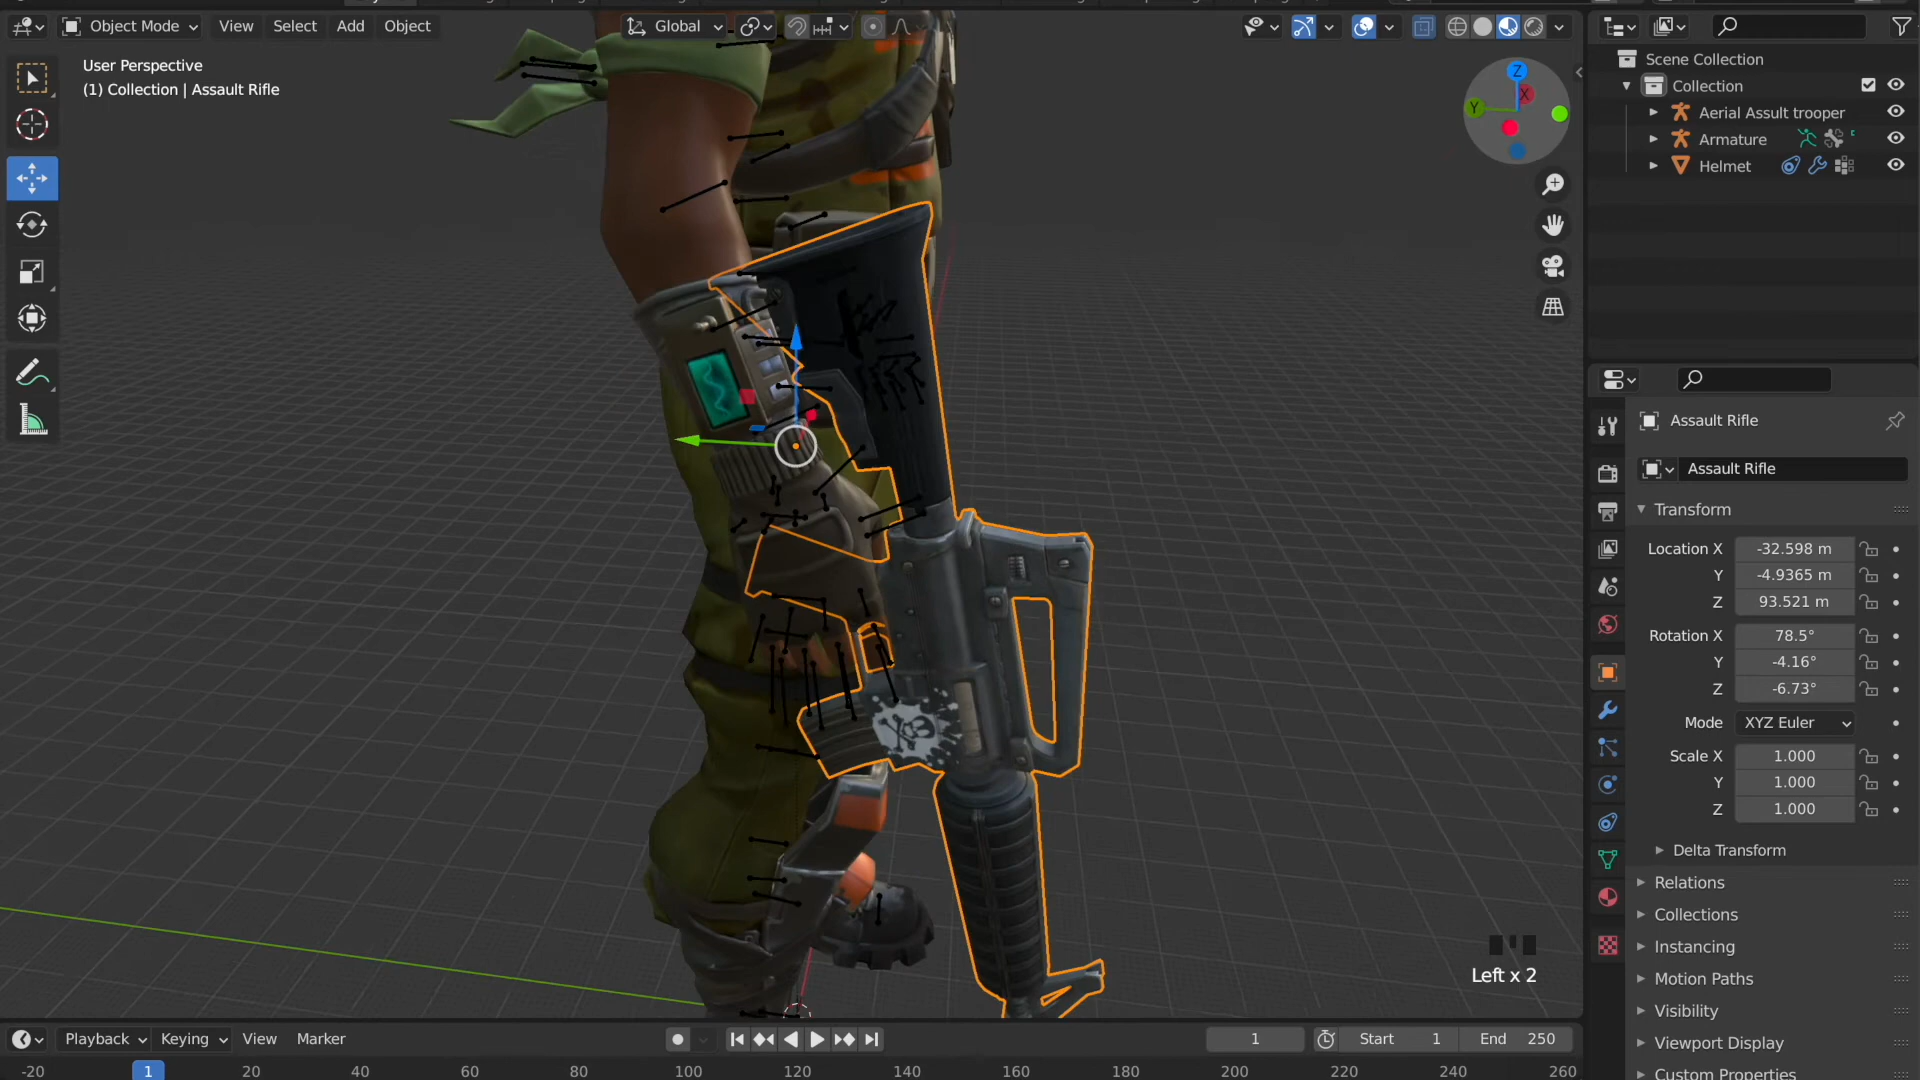 Object Mode View Select Add Object Global
User Perspective
(1) Collection | Assault Rifle
Z
Y
X
Left x 2
Scene Collection
Collection
Aerial Assult trooper
Armature
Helmet
Assault Rifle
Assault Rifle
Transform
Location X -32.598 m
Y -4.9365 m
Z 93.521 m
Rotation X 78.5°
Y -4.16°
Z -6.73°
Mode XYZ Euler
Scale X 1.000
Y 1.000
Z 1.000
Delta Transform
Relations
Collections
Instancing
Motion Paths
Visibility
Viewport Display
Custom Properties
Playback Keying View Marker 1 Start 1 End 250
-20 1 20 40 60 80 100 120 140 160 180 200 220 240 260